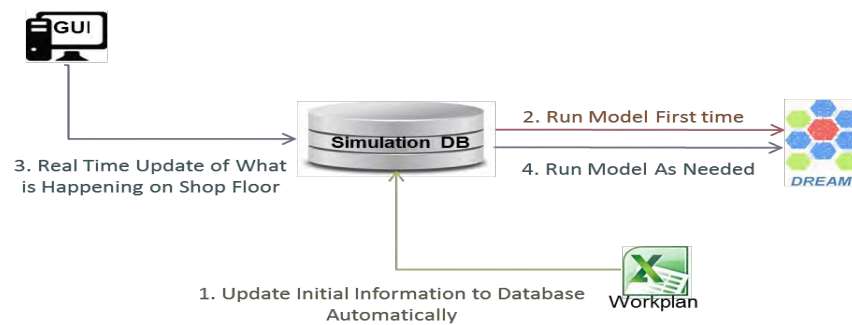 GUI
2. Run Model First time
Simulation DB
3. Real Time Update of What
is Happening on Shop Floor
4. Run Model As Needed
DREAM
1. Update Initial Information to Database
Automatically
X
Workplan